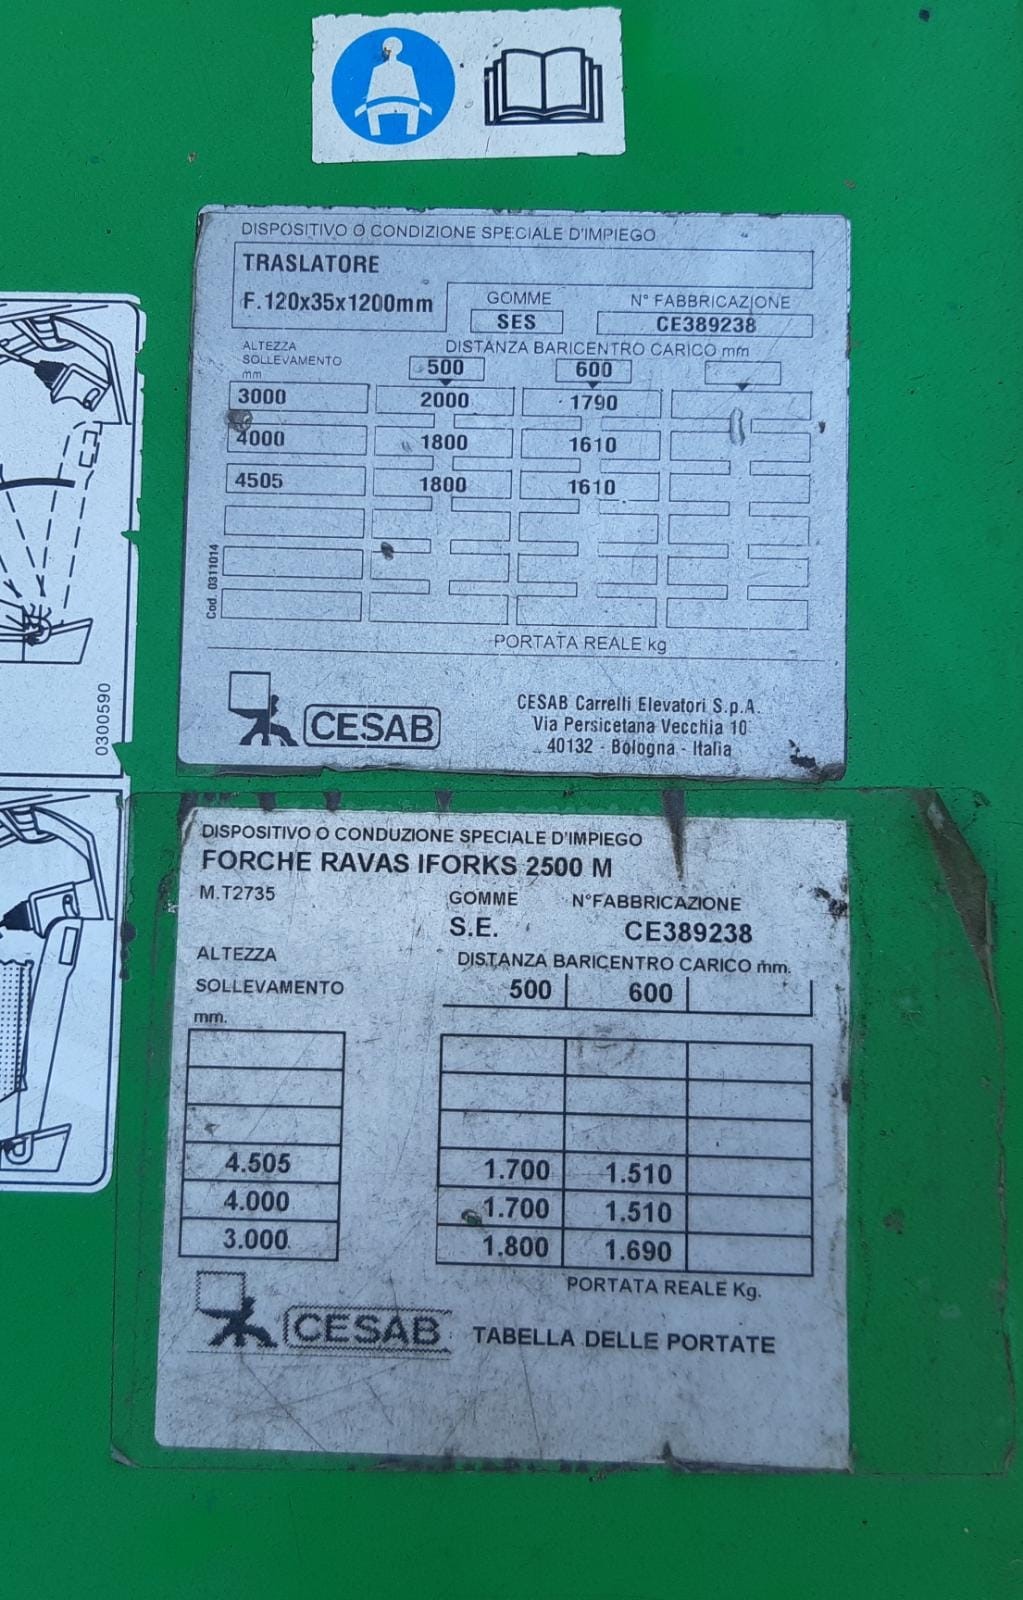 DISPOSITIVO O CONDIZIONE SPECIALE D'IMPIEGO
TRASLATORE
F.120x35x1200mm
GOMME N° FABBRICAZIONE
SES CE389238
ALTEZZA
SOLLEVAMENTO
mm
DISTANZA BARICENTRO CARICO mm
500 600
3000 2000 1790
4000 1800 1610
4505 1800 1610
Cod. 0311014
PORTATA REALE kg
CESAB
CESAB Carrelli Elevatori S.p.A.
Via Persicetana Vecchia 10
40132 - Bologna - Italia
0300590
DISPOSITIVO O CONDUZIONE SPECIALE D'IMPIEGO
FORCHE RAVAS IFORKS 2500 M
M.T2735
GOMME N°FABBRICAZIONE
S.E. CE389238
ALTEZZA
SOLLEVAMENTO
mm.
DISTANZA BARICENTRO CARICO mm.
500 600
4.505 1.700 1.510
4.000 1.700 1.510
3.000 1.800 1.690
PORTATA REALE Kg.
CESAB
TABELLA DELLE PORTATE